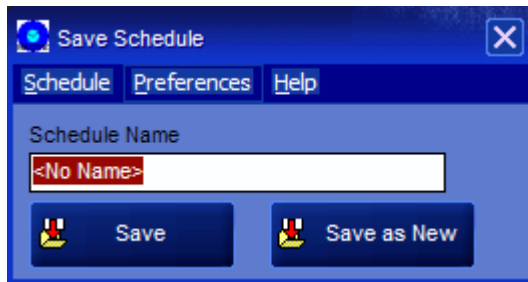 Save Schedule
Schedule Preferences Help
Schedule Name
<No Name>
Save Save as New